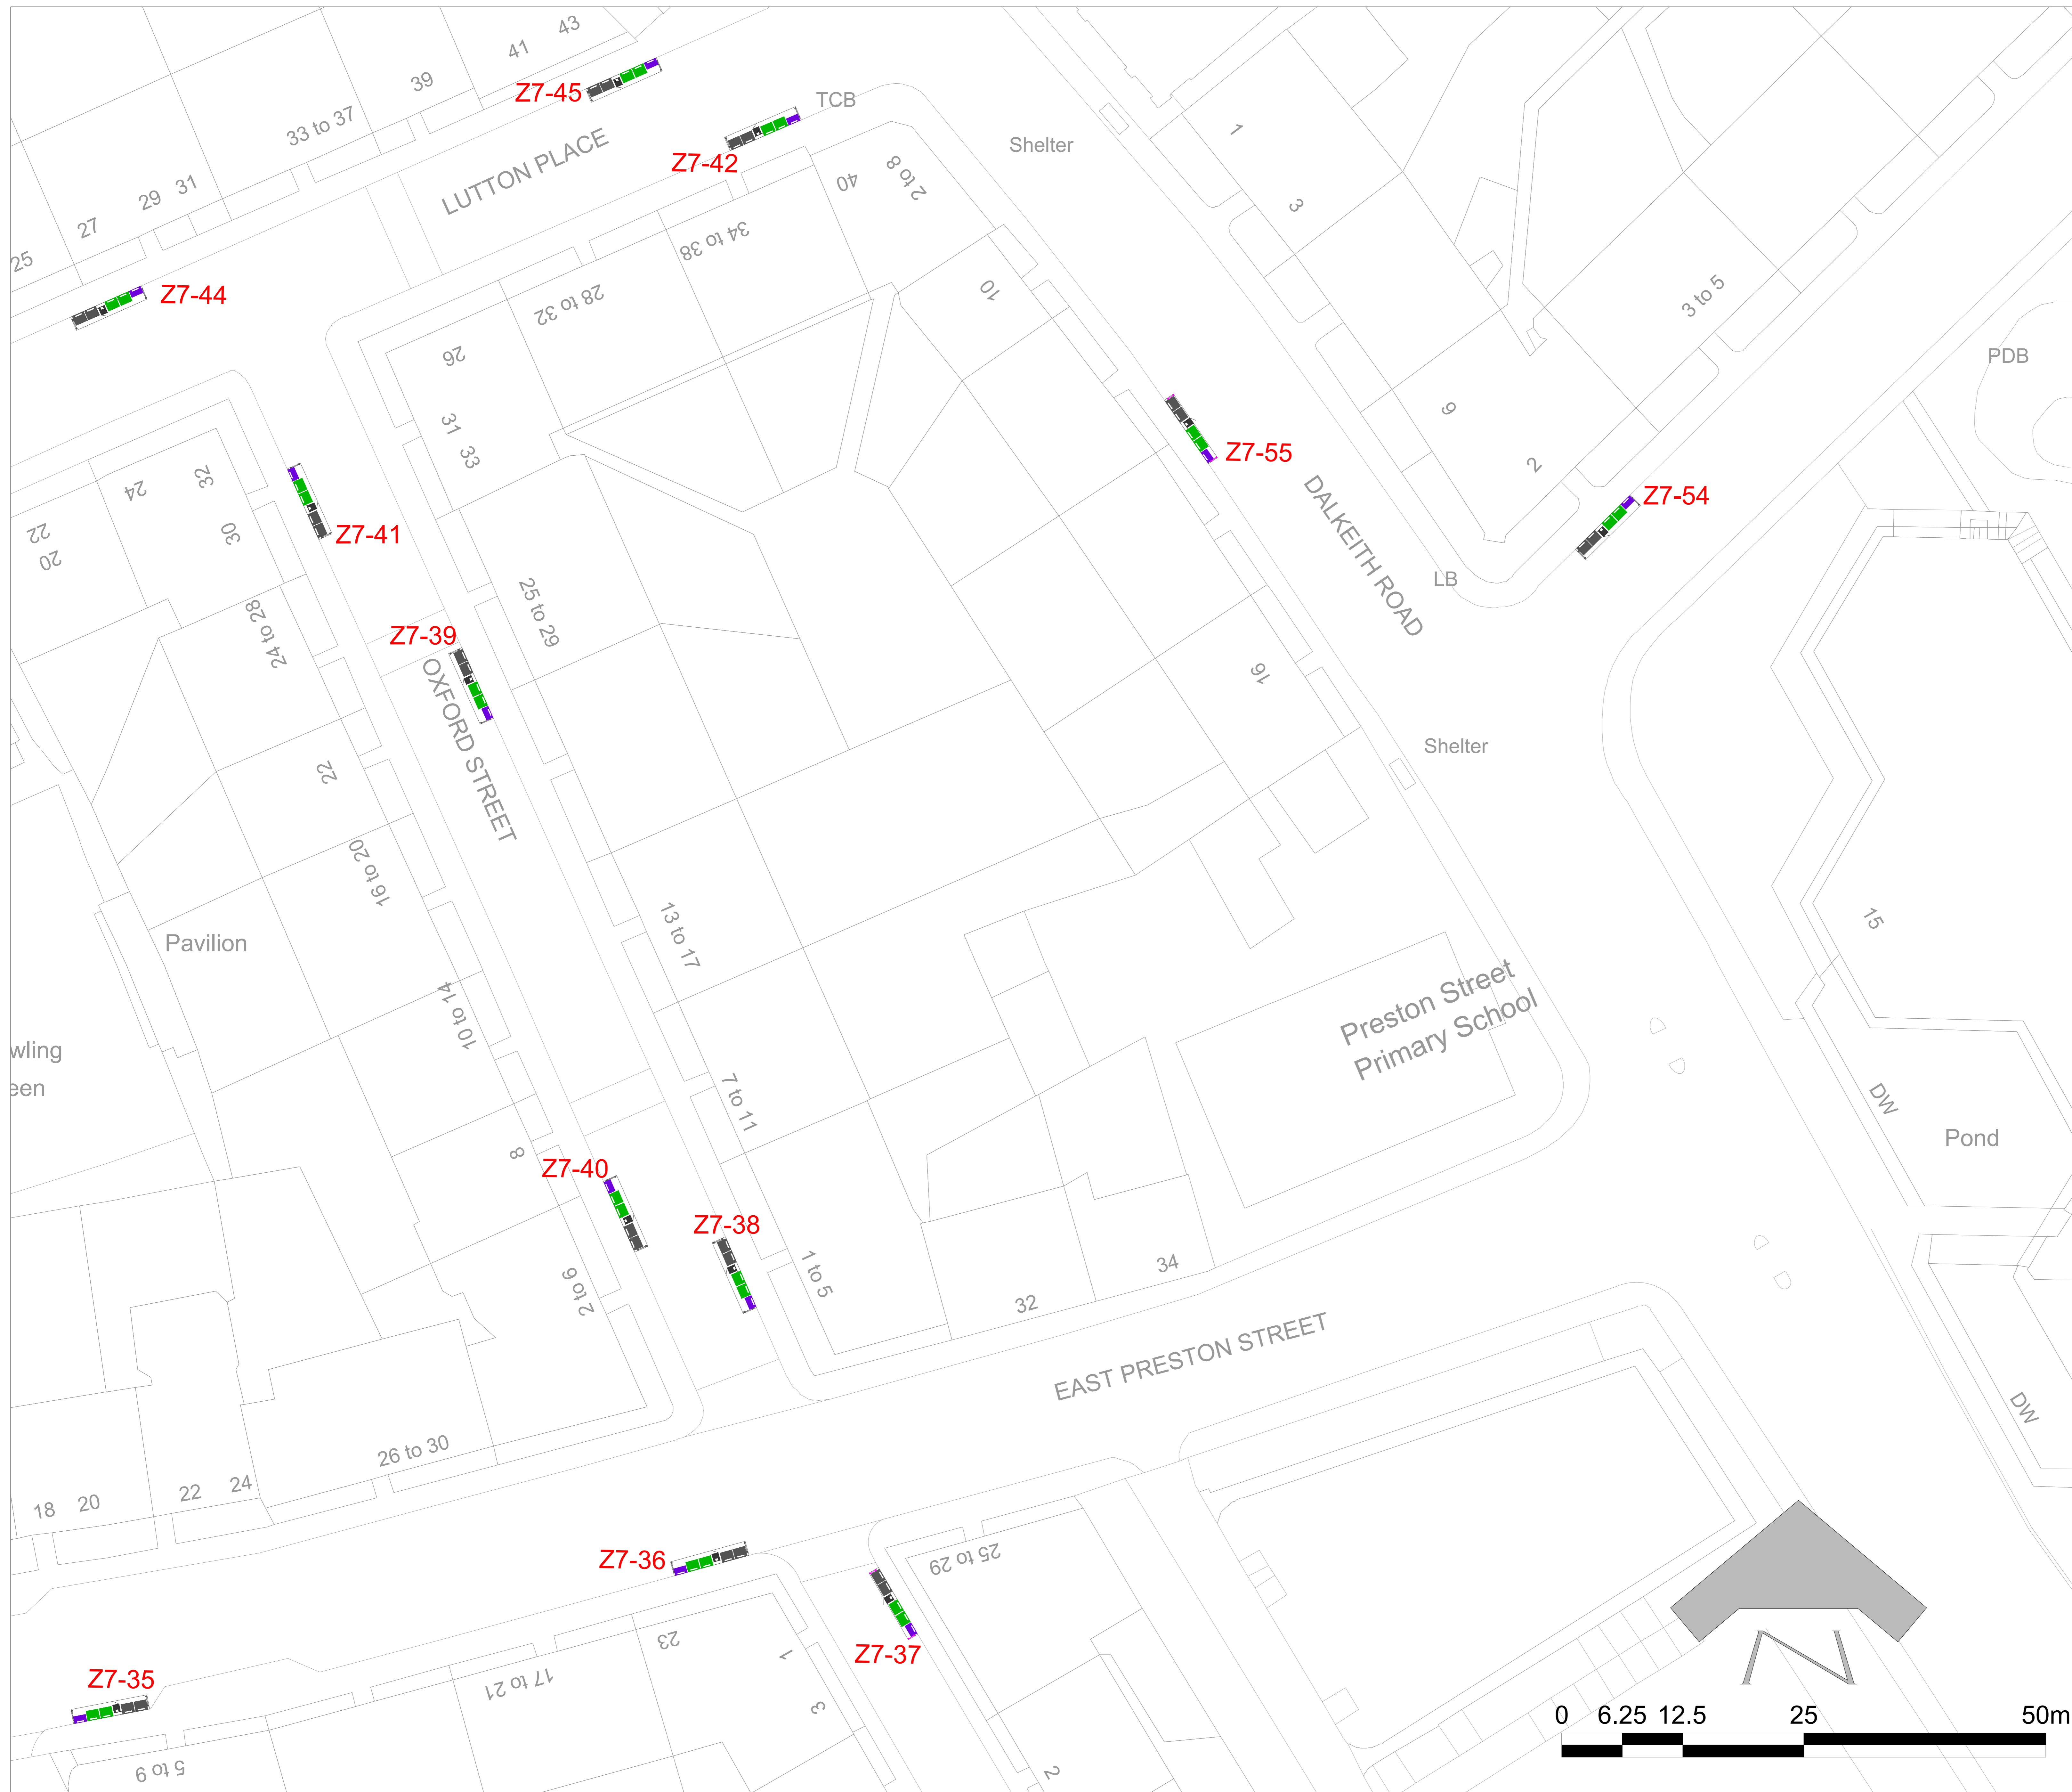 43
41
39
Z7-45
33 to 37
TCB
Z7-42
LUTTON PLACE
Shelter
1
3
40
2 to 8
31
29
27
25
34 to 38
Z7-44
28 to 32
10
3 to 5
26
PDB
9
31
33
Z7-55
2
Z7-54
32
24
30
22
20
Z7-41
DALKEITH ROAD
LB
25 to 29
24 to 28
Z7-39
OXFORD STREET
16
Shelter
22
16 to 20
13 to 17
15
Pavilion
Preston Street
Primary School
10 to 14
wling
een
7 to 11
DW
Pond
8
Z7-40
Z7-38
1 to 5
2 to 6
34
32
EAST PRESTON STREET
DW
26 to 30
24
22
20
18
Z7-36
25 to 29
23
1
Z7-37
17 to 21
3
Z7-35
N
5 to 9
2
0 6.25 12.5 25 50m